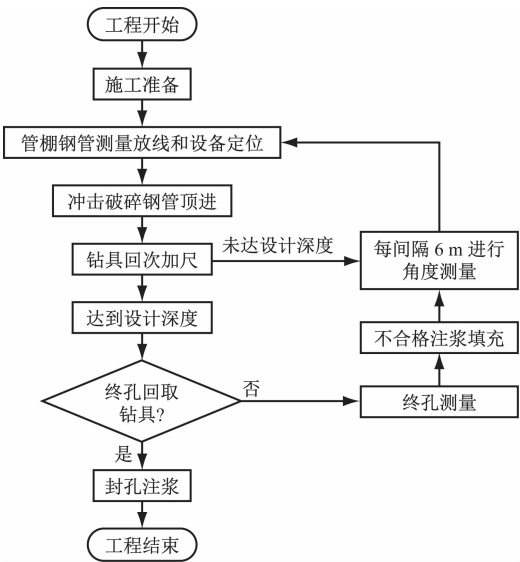 工程开始
施工准备
管棚钢管测量放线和设备定位
冲击破碎钢管顶进
钻具回次加尺
未达设计深度
每间隔 6 m 进行
角度测量
达到设计深度
不合格注浆填充
终孔回取
钻具?
否
终孔测量
是
封孔注浆
工程结束